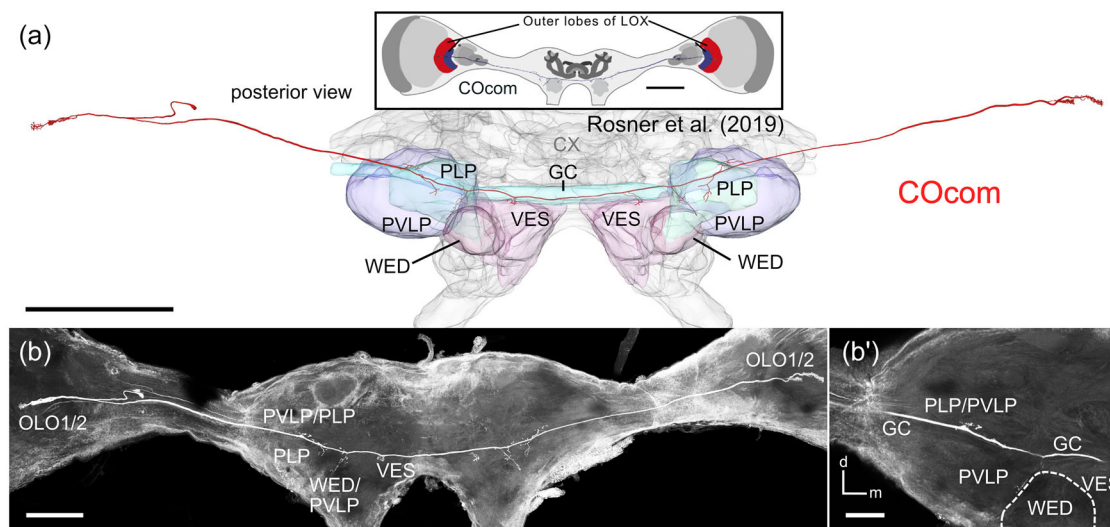 (a)
Outer lobes of LOX
COcom
posterior view
Rosner et al. (2019)
CX
GC
PLP
PLP
COcom
VES
VES
PVLP
PVLP
WED
WED
(b)
OLO1/2
OLO1/2
PVLP/PLP
PLP
VES
WED/
PVLP
(b')
PLP/PVLP
GC
GC
d
m
PVLP
VES
WED